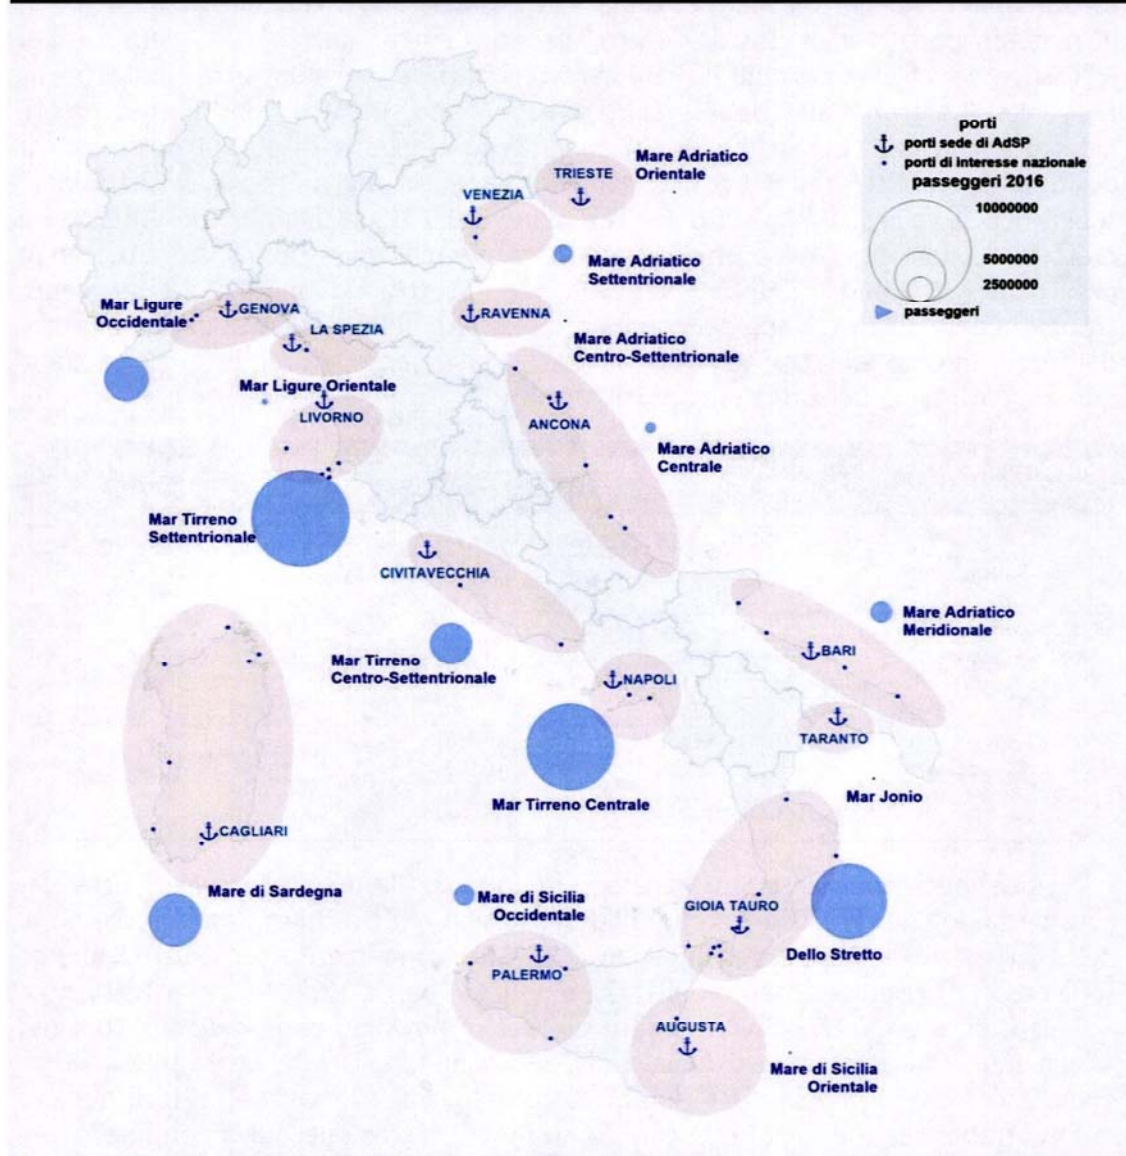 porti
porti sede di AdSP
porti di interesse nazionale
passeggeri 2016
10000000
5000000
2500000
passeggeri
Mare Adriatico
Orientale
TRIESTE
VENEZIA
Mare Adriatico
Settentrionale
Mar Ligure
Occidentale
GENOVA
LA SPEZIA
RAVENNA
Mare Adriatico
Centro-Settentrionale
Mar Ligure Orientale
LIVORNO
ANCONA
Mare Adriatico
Centrale
Mar Tirreno
Settentrionale
CIVITAVECCHIA
Mar Tirreno
Centro-Settentrionale
Mare Adriatico
Meridionale
BARI
NAPOLI
TARANTO
Mar Tirreno Centrale
Mar Jonio
CAGLIARI
Mare di Sardegna
Mare di Sicilia
Occidentale
GIOIA TAURO
Dello Stretto
PALERMO
AUGUSTA
Mare di Sicilia
Orientale